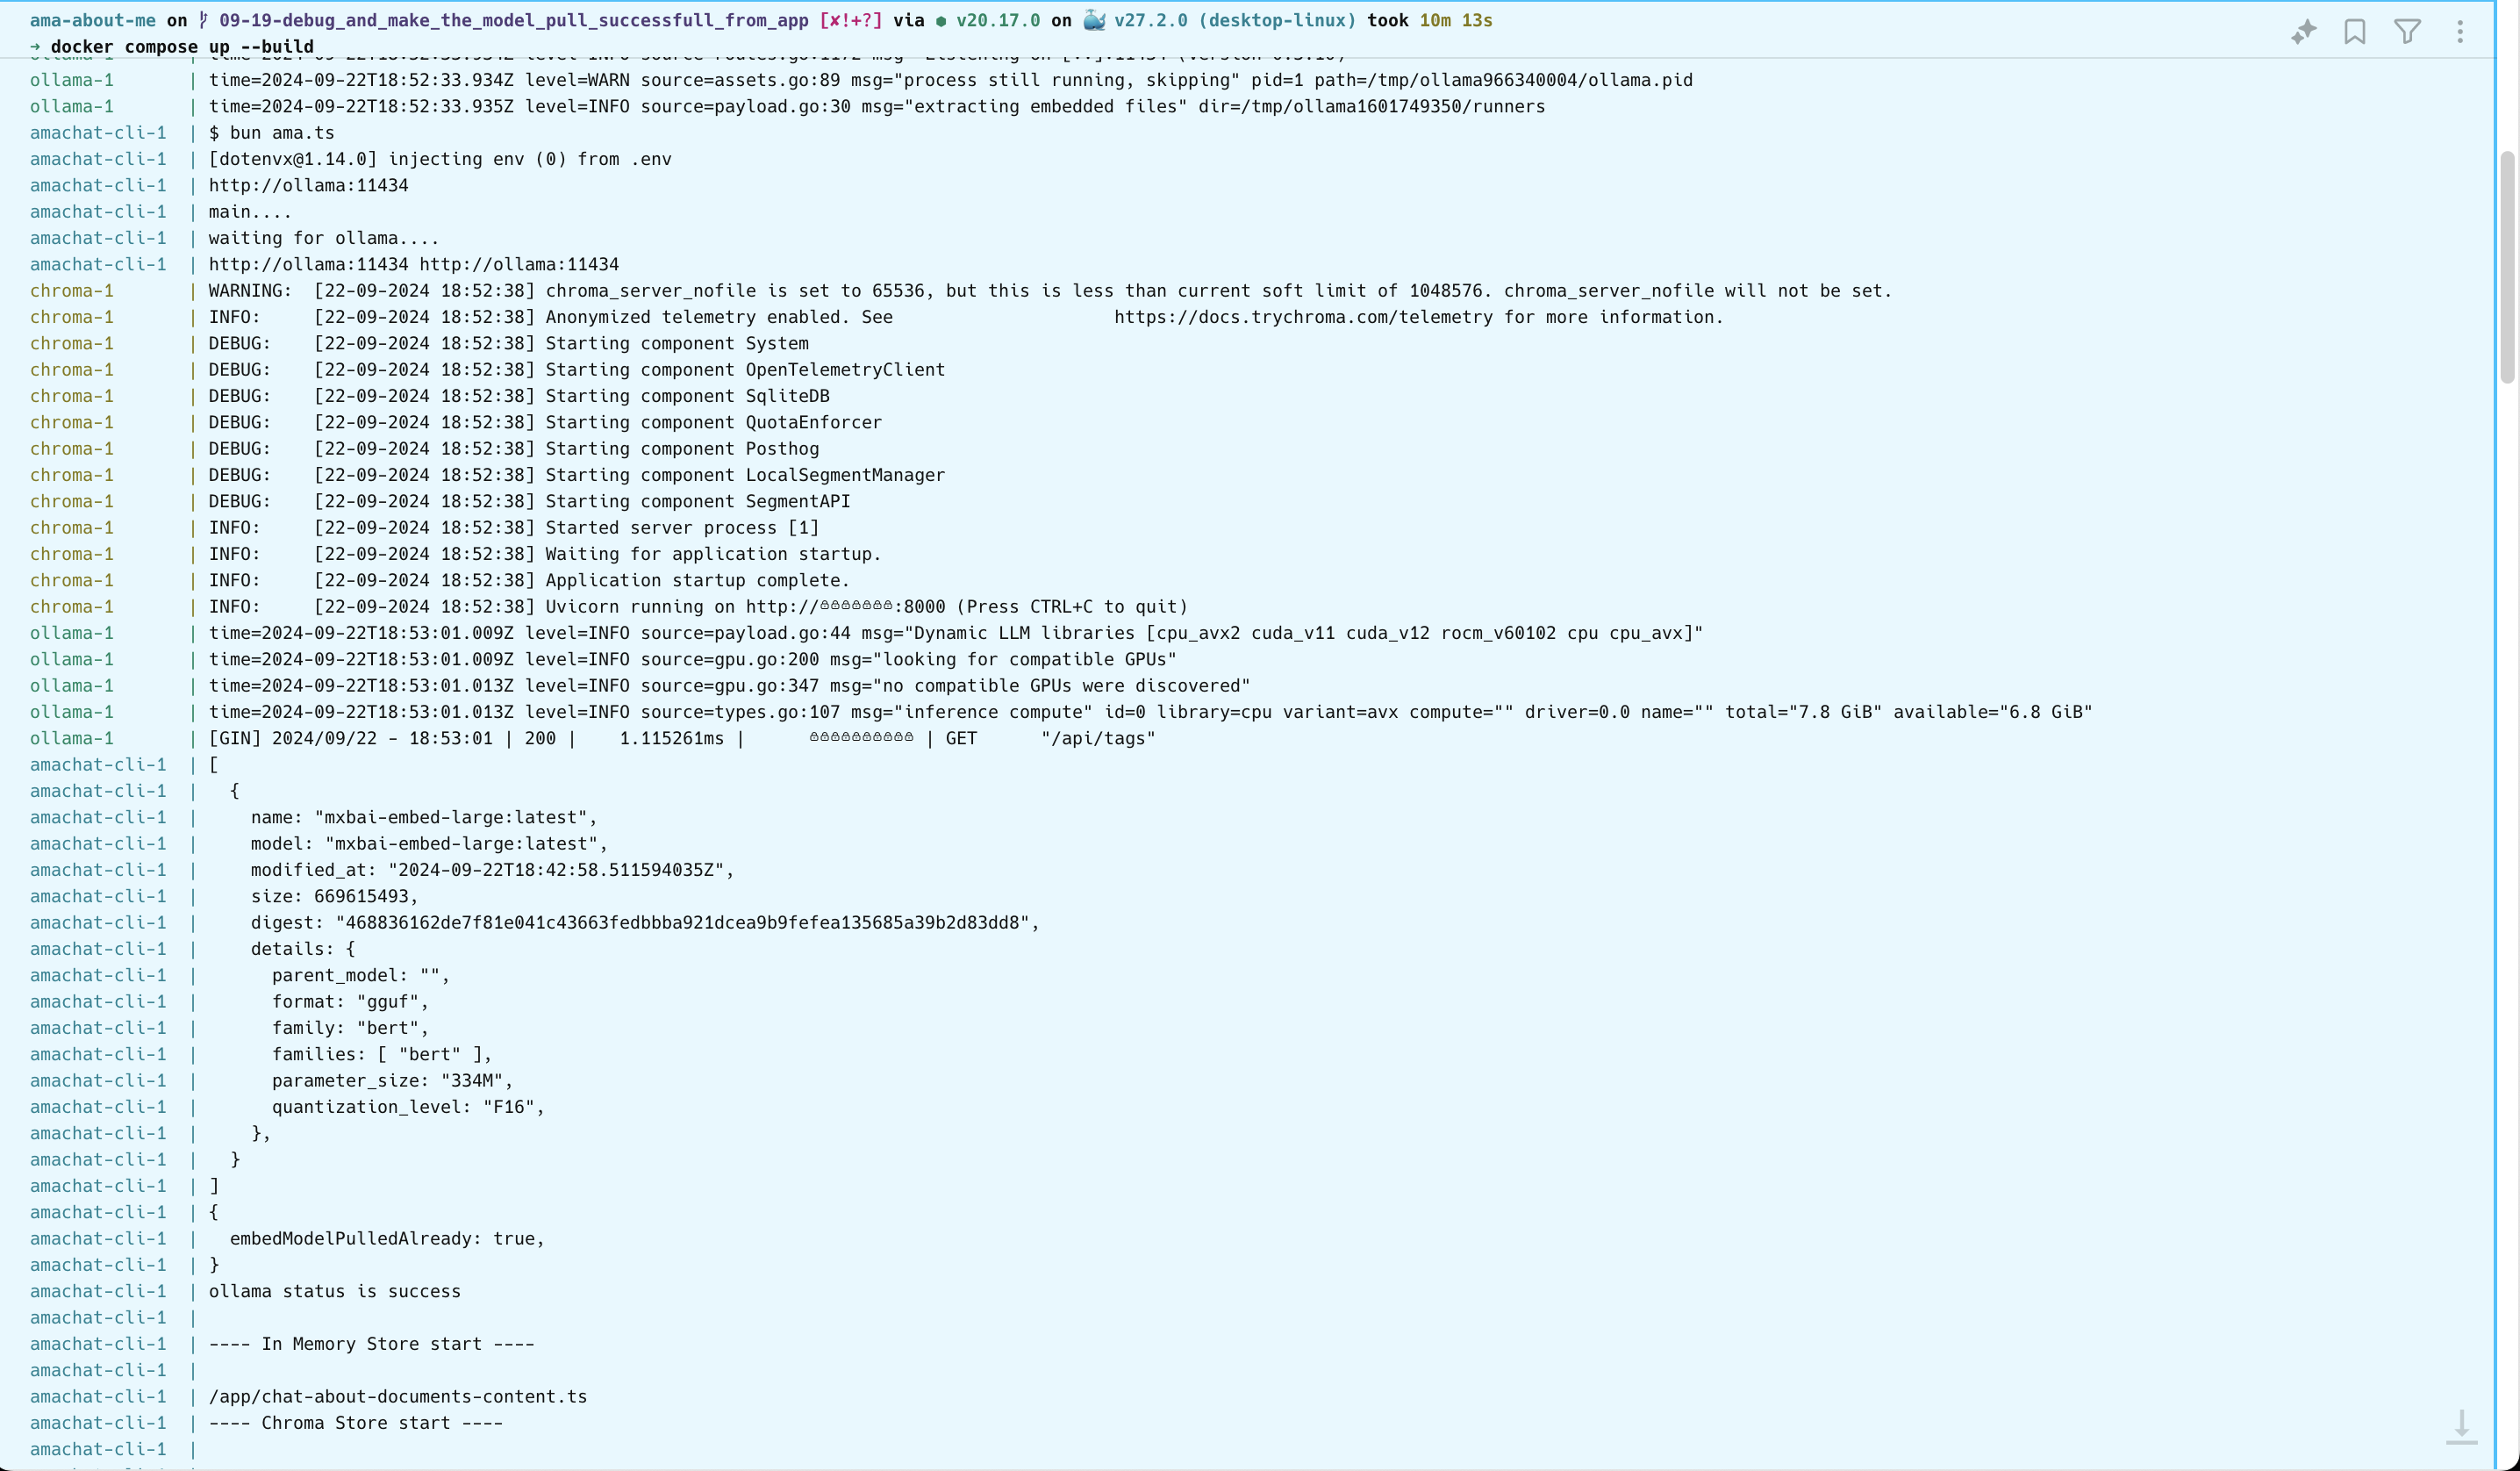 ama-about-me on 09-19-debug_and_make_the_model_pull_successfull_from_app [✘!+?] via v20.17.0 on v27.2.0 (desktop-linux) took 10m 13s
→ docker compose up --build
ollama-1 | time=2024-09-22T18:52:33.934Z level=WARN source=assets.go:89 msg="process still running, skipping" pid=1 path=/tmp/ollama966340004/ollama.pid
ollama-1 | time=2024-09-22T18:52:33.935Z level=INFO source=payload.go:30 msg="extracting embedded files" dir=/tmp/ollama1601749350/runners
amachat-cli-1 | $ bun ama.ts
amachat-cli-1 | [dotenvx@1.14.0] injecting env (0) from .env
amachat-cli-1 | http://ollama:11434
amachat-cli-1 | main....
amachat-cli-1 | waiting for ollama....
amachat-cli-1 | http://ollama:11434 http://ollama:11434
chroma-1 | WARNING: [22-09-2024 18:52:38] chroma_server_nofile is set to 65536, but this is less than current soft limit of 1048576. chroma_server_nofile will not be set.
chroma-1 | INFO: [22-09-2024 18:52:38] Anonymized telemetry enabled. See https://docs.trychroma.com/telemetry for more information.
chroma-1 | DEBUG: [22-09-2024 18:52:38] Starting component System
chroma-1 | DEBUG: [22-09-2024 18:52:38] Starting component OpenTelemetryClient
chroma-1 | DEBUG: [22-09-2024 18:52:38] Starting component SqliteDB
chroma-1 | DEBUG: [22-09-2024 18:52:38] Starting component QuotaEnforcer
chroma-1 | DEBUG: [22-09-2024 18:52:38] Starting component Posthog
chroma-1 | DEBUG: [22-09-2024 18:52:38] Starting component LocalSegmentManager
chroma-1 | DEBUG: [22-09-2024 18:52:38] Starting component SegmentAPI
chroma-1 | INFO: [22-09-2024 18:52:38] Started server process [1]
chroma-1 | INFO: [22-09-2024 18:52:38] Waiting for application startup.
chroma-1 | INFO: [22-09-2024 18:52:38] Application startup complete.
chroma-1 | INFO: [22-09-2024 18:52:38] Uvicorn running on http://:8000 (Press CTRL+C to quit)
ollama-1 | time=2024-09-22T18:53:01.009Z level=INFO source=payload.go:44 msg="Dynamic LLM libraries [cpu_avx2 cuda_v11 cuda_v12 rocm_v60102 cpu cpu_avx]"
ollama-1 | time=2024-09-22T18:53:01.009Z level=INFO source=gpu.go:200 msg="looking for compatible GPUs"
ollama-1 | time=2024-09-22T18:53:01.013Z level=INFO source=gpu.go:347 msg="no compatible GPUs were discovered"
ollama-1 | time=2024-09-22T18:53:01.013Z level=INFO source=types.go:107 msg="inference compute" id=0 library=cpu variant=avx compute="" driver=0.0 name="" total="7.8 GiB" available="6.8 GiB"
ollama-1 | [GIN] 2024/09/22 - 18:53:01 | 200 | 1.115261ms | | GET "/api/tags"
amachat-cli-1 | [
amachat-cli-1 | {
amachat-cli-1 | name: "mxbai-embed-large:latest",
amachat-cli-1 | model: "mxbai-embed-large:latest",
amachat-cli-1 | modified_at: "2024-09-22T18:42:58.511594035Z",
amachat-cli-1 | size: 669615493,
amachat-cli-1 | digest: "468836162de7f81e041c43663fedbbba921dcea9b9fefea135685a39b2d83dd8",
amachat-cli-1 | details: {
amachat-cli-1 | parent_model: "",
amachat-cli-1 | format: "gguf",
amachat-cli-1 | family: "bert",
amachat-cli-1 | families: [ "bert" ],
amachat-cli-1 | parameter_size: "334M",
amachat-cli-1 | quantization_level: "F16",
amachat-cli-1 | },
amachat-cli-1 | }
amachat-cli-1 | ]
amachat-cli-1 | {
amachat-cli-1 | embedModelPulledAlready: true,
amachat-cli-1 | }
amachat-cli-1 | ollama status is success
amachat-cli-1 |
amachat-cli-1 | ---- In Memory Store start ----
amachat-cli-1 |
amachat-cli-1 | /app/chat-about-documents-content.ts
amachat-cli-1 | ---- Chroma Store start ----
amachat-cli-1 |